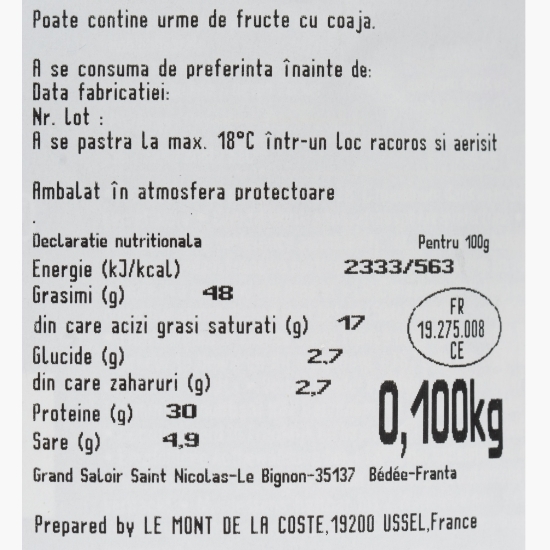 Poate contine urme de fructe cu coaja.
A se consuma de preferinta înainte de:
Data fabricatiei:
Nr. Lot :
A se pastra la max. 18°C într-un loc racoros si aerisit
Ambalat în atmosfera protectoare
.
Declaratie nutritionala Pentru 100g
Energie (kJ/kcal) 2333/563
Grasimi (g) 48
din care acizi grasi saturati (g) 17
Glucide (g) 2,7
din care zaharuri (g) 2,7
Proteine (g) 30
Sare (g) 4,9
FR
19.275.008
CE
0,100kg
Grand Saloir Saint Nicolas-Le Bignon-35137 Bédée-Franta
Prepared by LE MONT DE LA COSTE,19200 USSEL,France